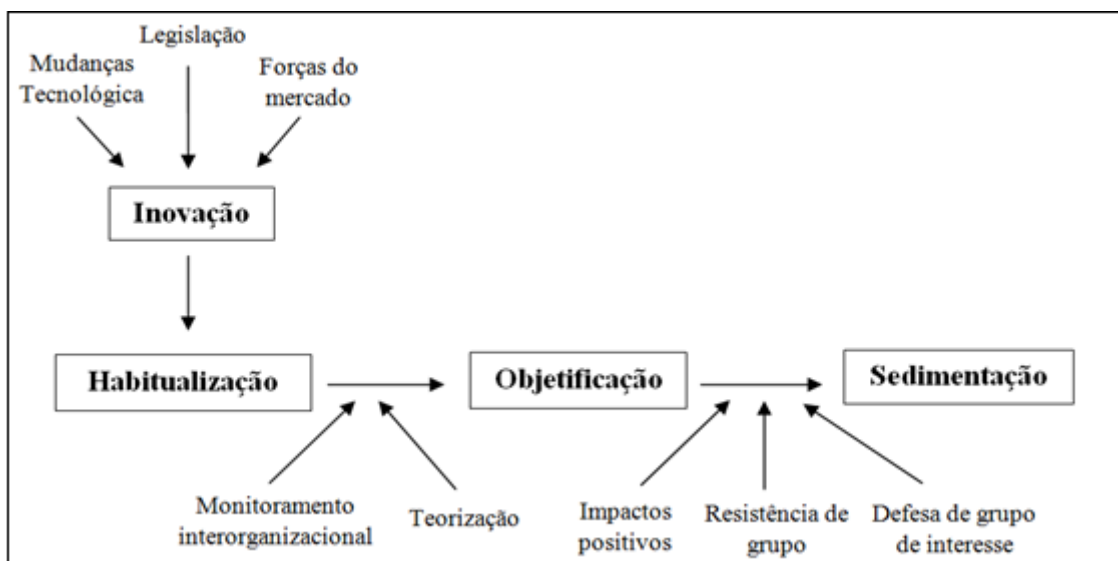 Legislação
Mudanças
Tecnológica
Forças do
mercado
Inovação
Habitualização
Objetificação
Sedimentação
Monitoramento
interorganizacional
Teorização
Impactos
positivos
Resistência de
grupo
Defesa de grupo
de interesse